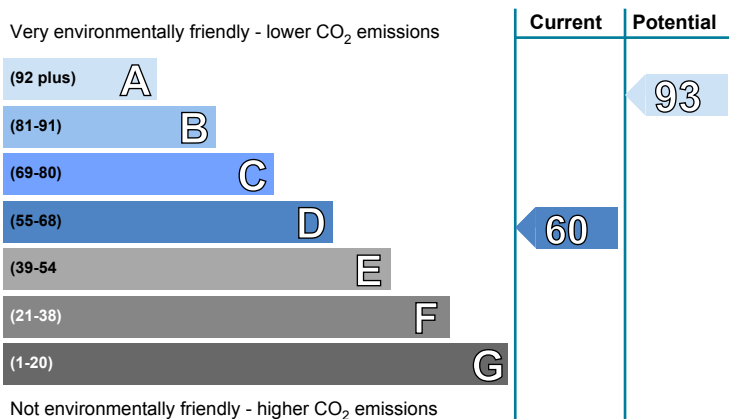 Current Potential
Very environmentally friendly - lower CO2 emissions
(92 plus) A
93
(81-91) B
(69-80) C
(55-68) D
60
(39-54 E
(21-38) F
(1-20) G
Not environmentally friendly - higher CO2 emissions